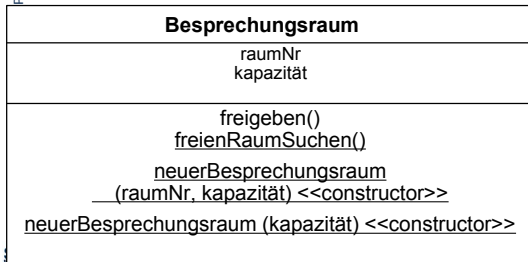 Besprechungsraum
raumNr
kapazität
freigeben()
freienRaumSuchen()
neuerBesprechungsraum
(raumNr, kapazität) <<constructor>>
neuerBesprechungsraum (kapazität) <<constructor>>